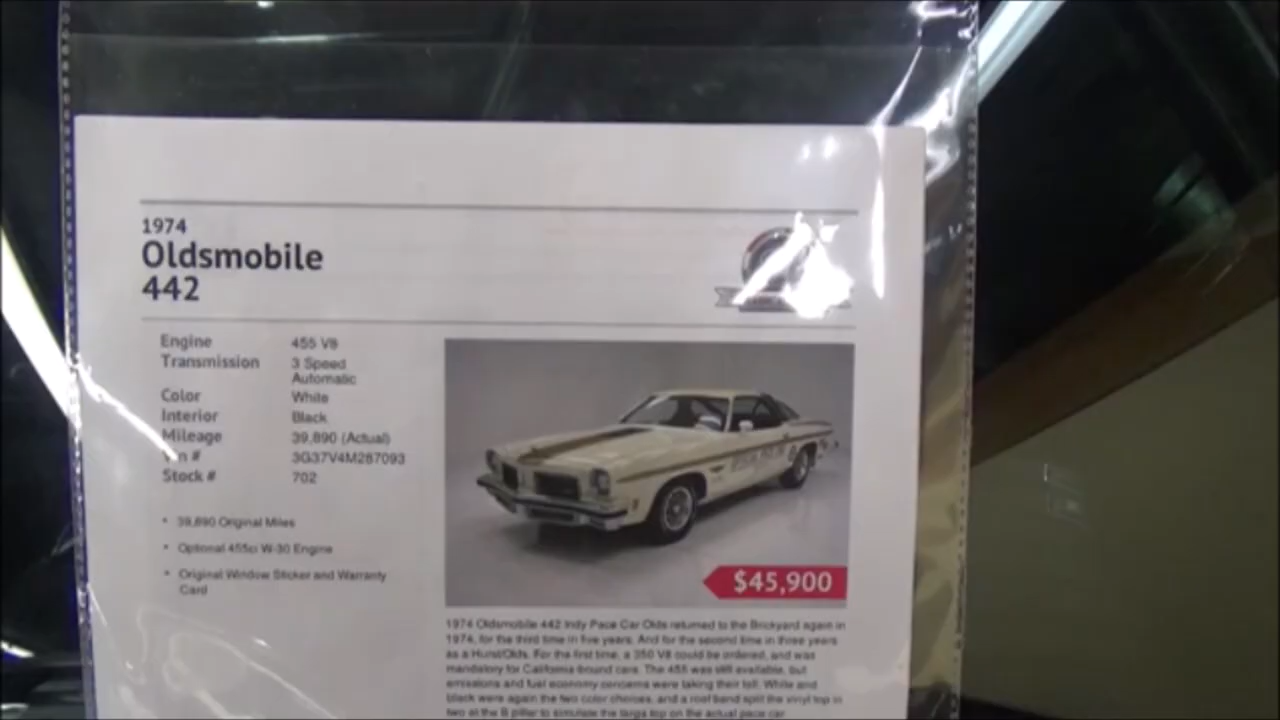 1974
Oldsmobile
442
Engine 455 V8
Transmission 3 Speed
Automatic
Color White
Interior Black
Mileage 39,890 (Actual)
Vin # 3G37V4M287093
Stock # 702
• 39,890 Original Miles
• Optional 455ci W-30 Engine
• Original Window Sticker and Warranty
Card
$45,900
1974 Oldsmobile 442 Indy Pace Car Olds returned to the Brickyard again in
1974, for the third time in five years. And for the second time in three years
as a Hurst/Olds. For the first time, a 350 V8 could be ordered, and was
mandatory for California-bound cars. The 455 was still available, but
emissions and fuel economy concerns were taking their toll. White and
black were again the two color choices, and a roof band split the vinyl top in
two at the B pillar to simulate the targa top on the actual pace car.